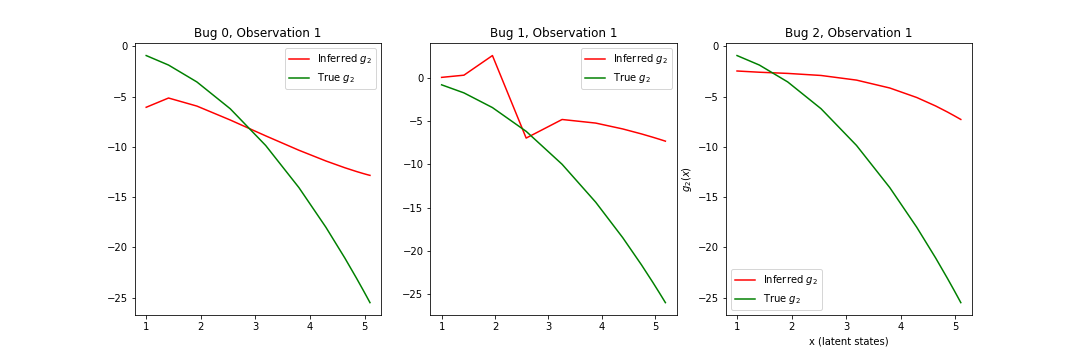 Bug 0, Observation 1
Inferred g₂
True g₂
0
−5
−10
−15
−20
−25
1 2 3 4 5
Bug 1, Observation 1
Inferred g₂
True g₂
0
−5
−10
−15
−20
−25
1 2 3 4 5
Bug 2, Observation 1
g₂(x)
0
−5
−10
−15
−20
−25
Inferred g₂
True g₂
1 2 3 4 5
x (latent states)